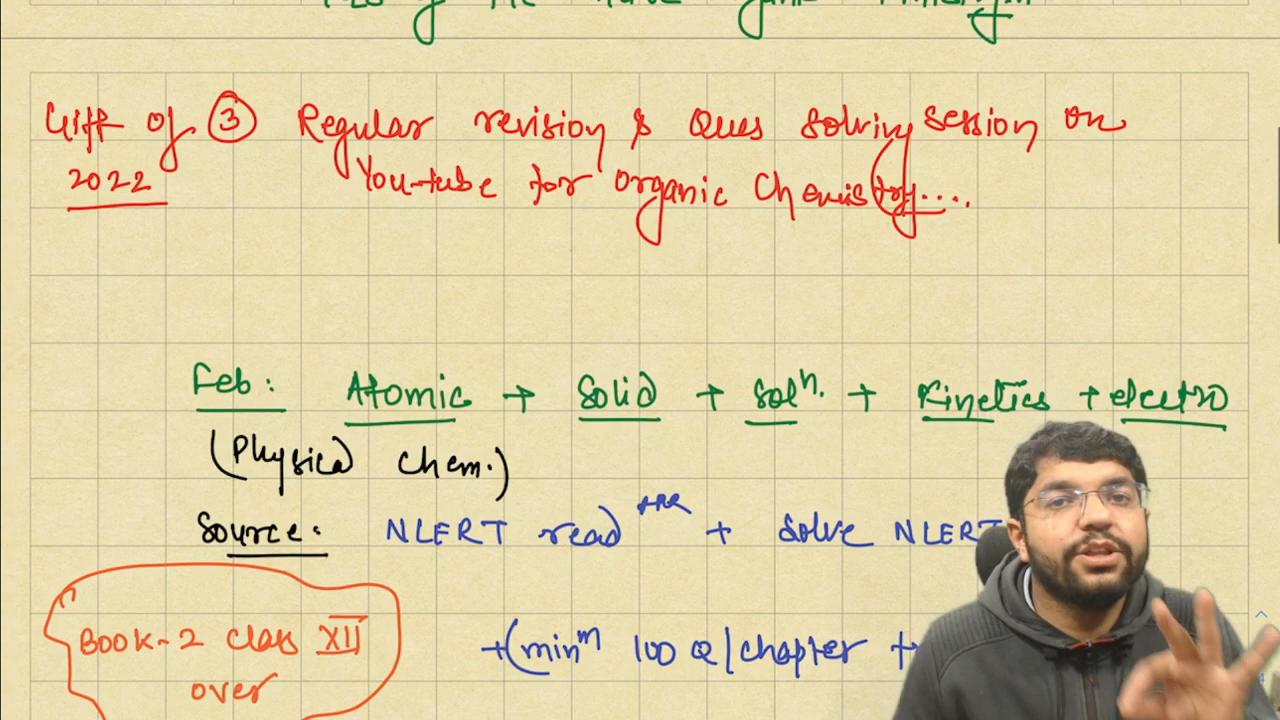 Giff of ③ Regular revision & Ques solving session on
2022 You-tube for organic Chemistry....
Feb: Atomic + Solid + solⁿ. + Kinetics + electro
(Physical Chem.)
Source: NCERT read + solve NCERT
Book-2 class XII +(minᵐ 100 Q/chapter +
over